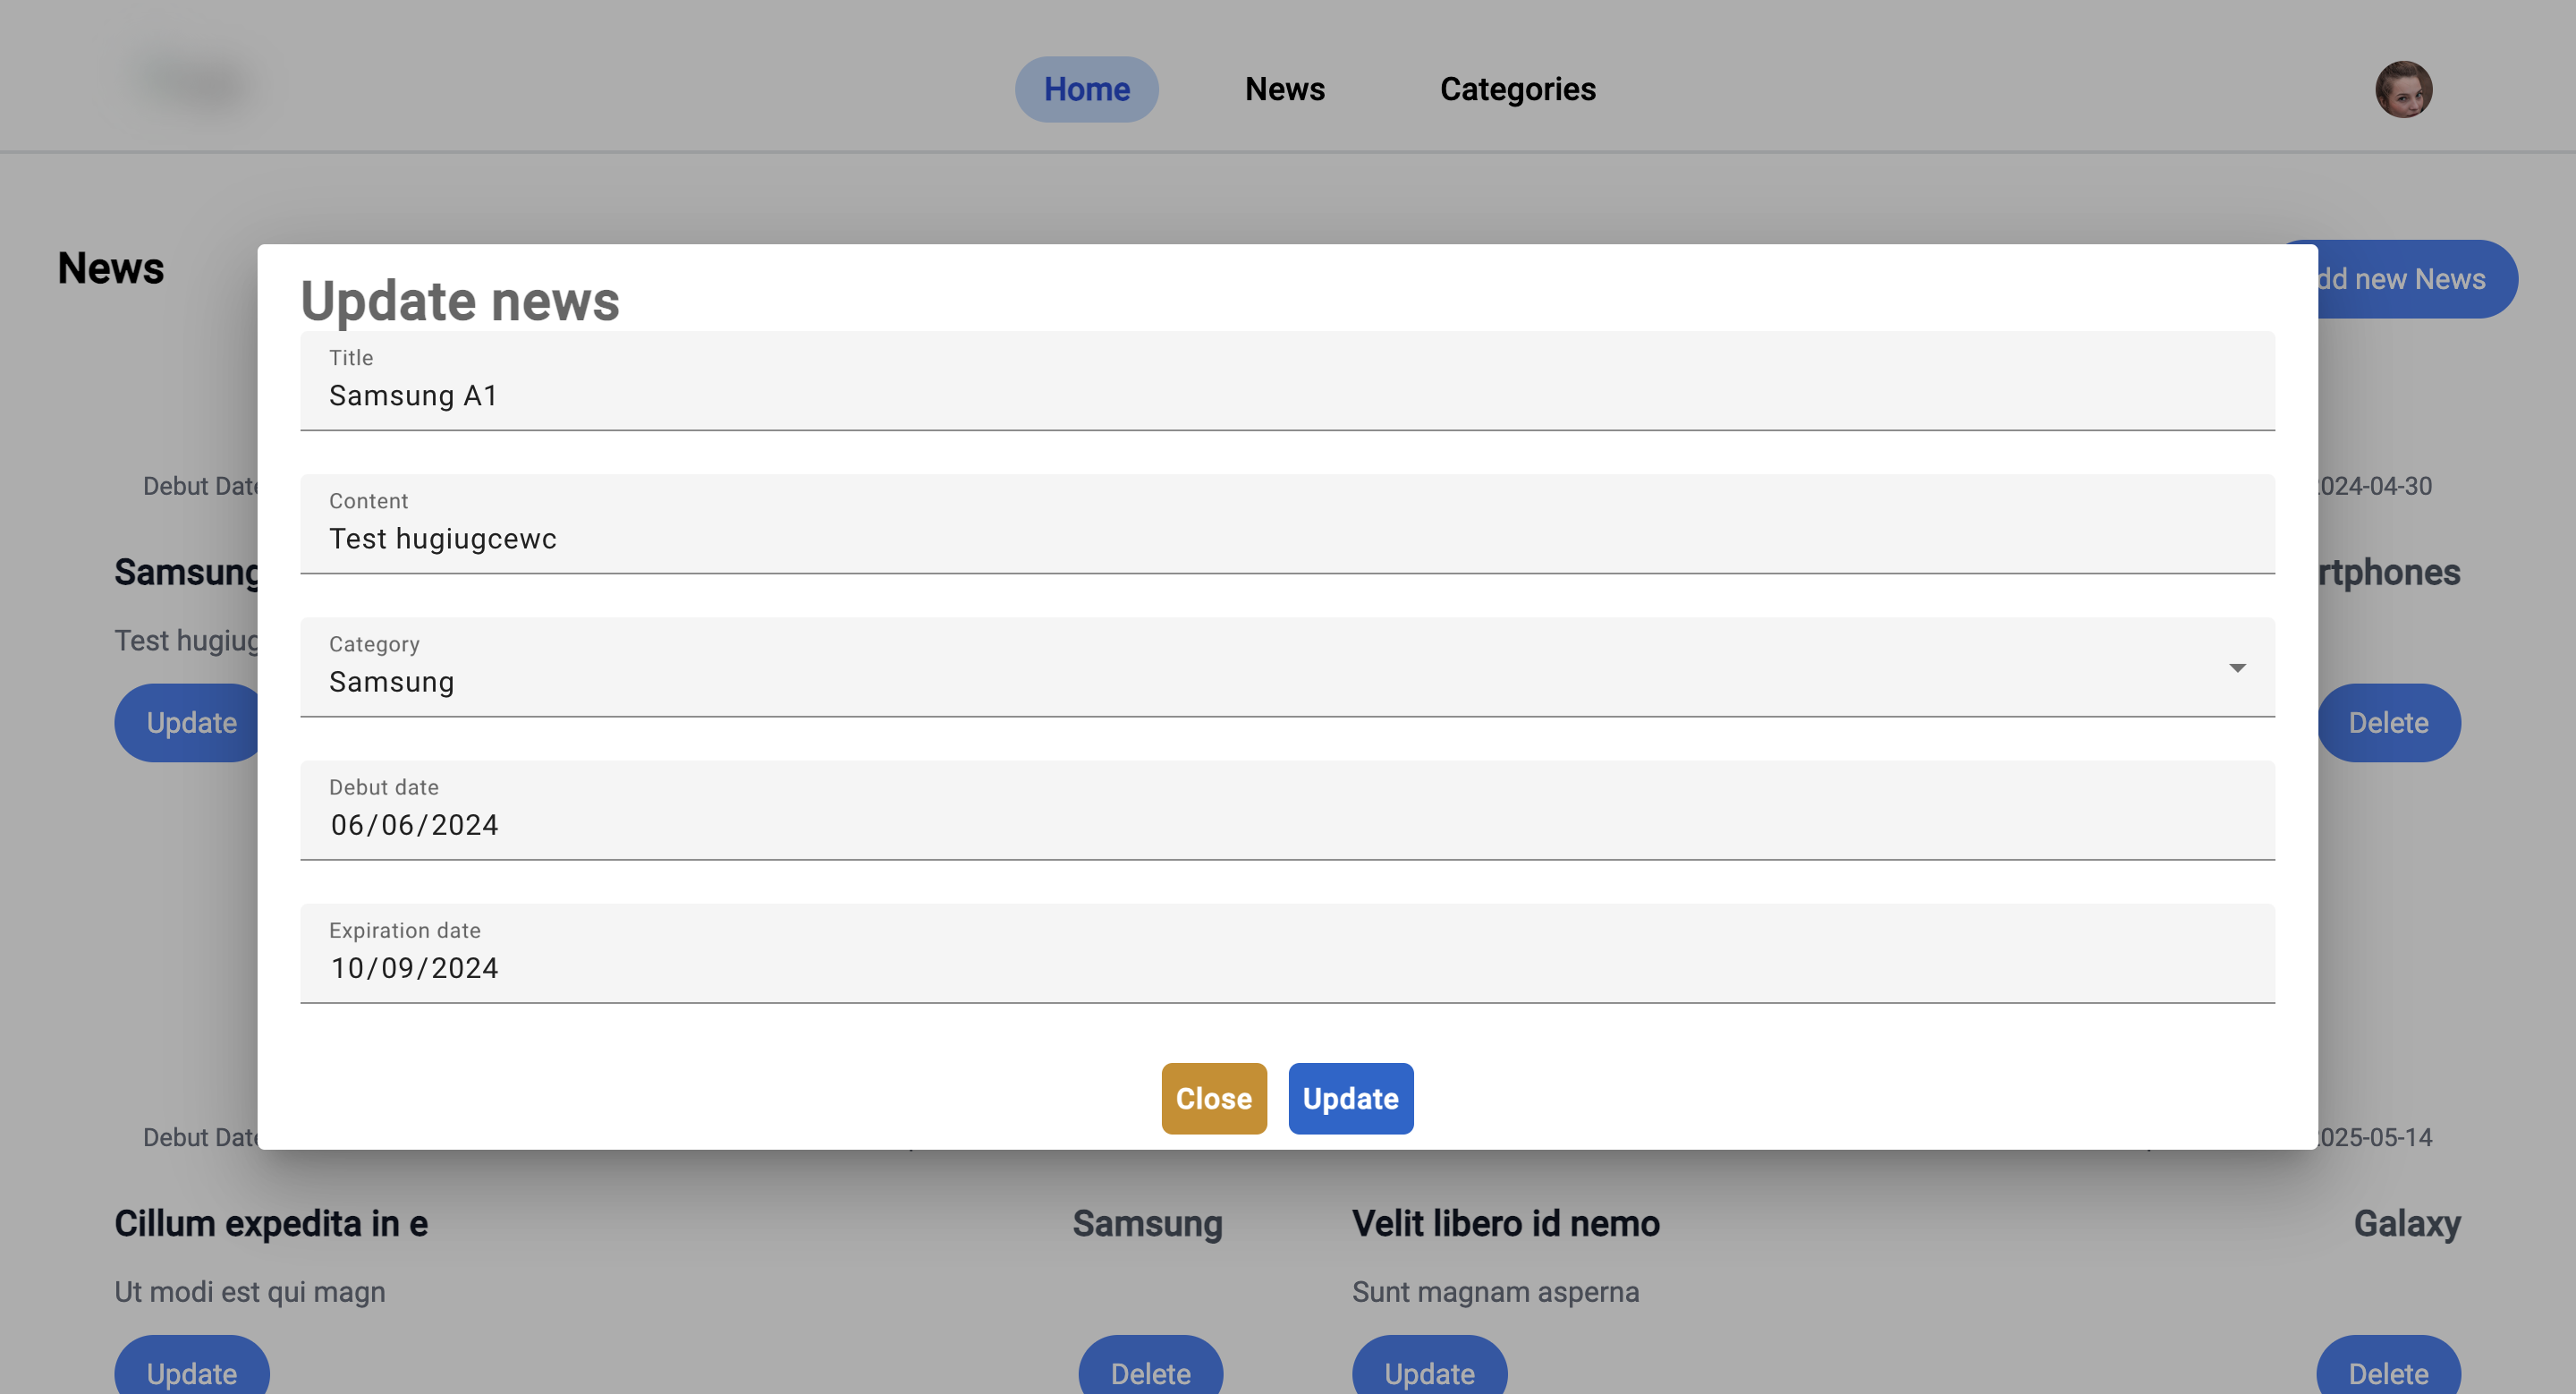 Home News Categories
News
dd new News
Update news
Title
Samsung A1
Content
Test hugiugcewc
Category
Samsung
Debut date
06/06/2024
Expiration date
10/09/2024
Close Update
Debut Date
024-04-30
Samsung
rtphones
Test hugiug
Update
Delete
Debut Date
2025-05-14
Cillum expedita in e
Samsung
Ut modi est qui magn
Update
Delete
Velit libero id nemo
Galaxy
Sunt magnam asperna
Update
Delete